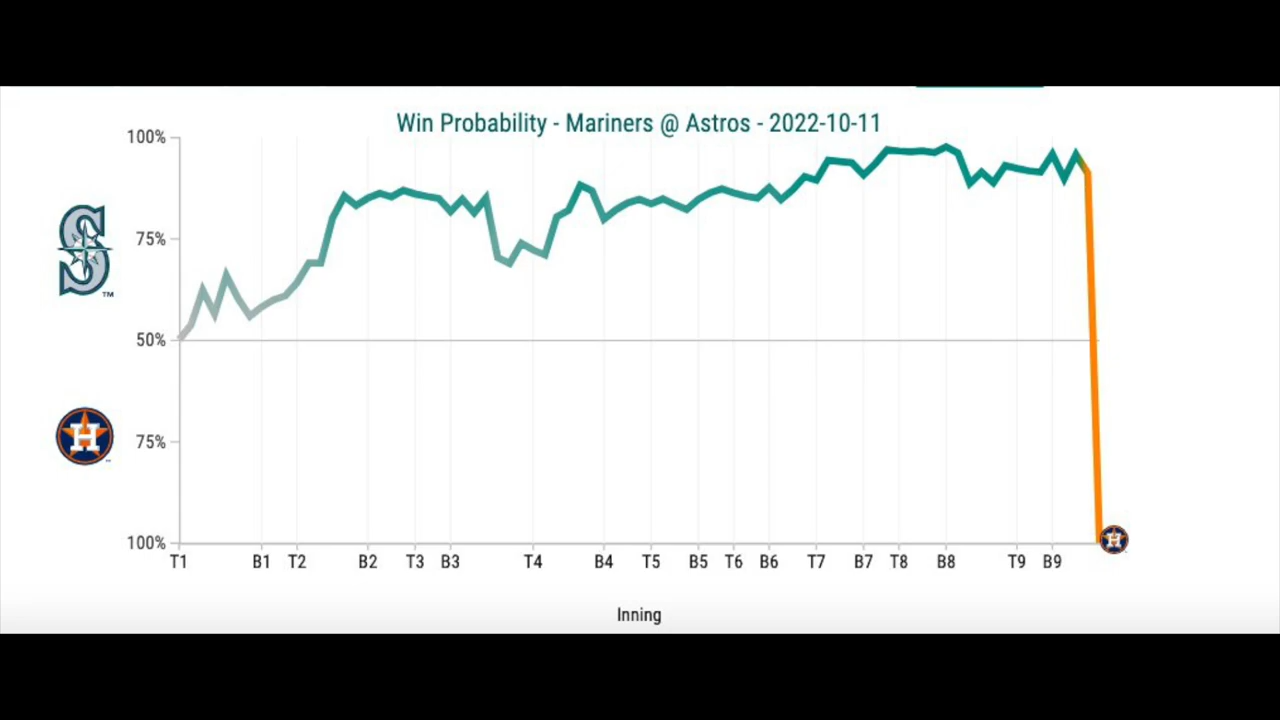 Win Probability - Mariners @ Astros - 2022-10-11
100%
75%
50%
75%
100%
S
TM
H
H
T1 B1 T2 B2 T3 B3 T4 B4 T5 B5 T6 B6 T7 B7 T8 B8 T9 B9
Inning